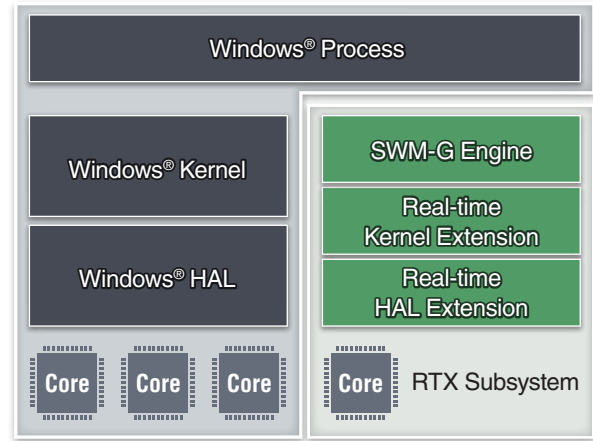 Windows® Process
Windows® Kernel
Windows® HAL
SWM-G Engine
Real-time
Kernel Extension
Real-time
HAL Extension
Core
Core
Core
Core
RTX Subsystem